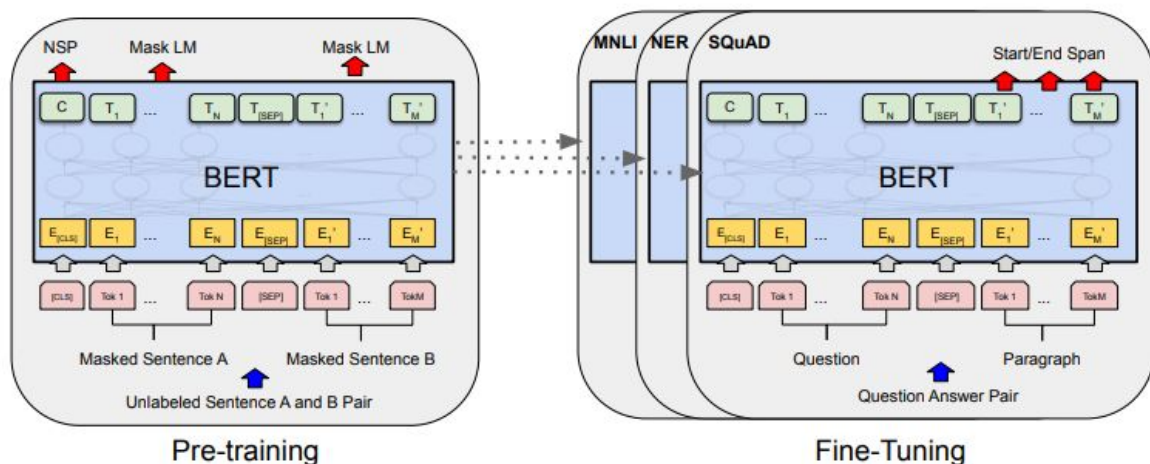 NSP Mask LM Mask LM
C T1 ... TN T[SEP] T1' ... TM'
BERT
E[CLS] E1 ... EN E[SEP] E1' ... EM'
[CLS] Tok 1 ... Tok N [SEP] Tok 1 ... TokM
Masked Sentence A Masked Sentence B
Unlabeled Sentence A and B Pair
Pre-training
MNLI NER SQuAD
Start/End Span
C T1 ... TN T[SEP] T1' ... TM'
BERT
E[CLS] E1 ... EN E[SEP] E1' ... EM'
[CLS] Tok 1 ... Tok N [SEP] Tok 1 ... TokM
Question Paragraph
Question Answer Pair
Fine-Tuning